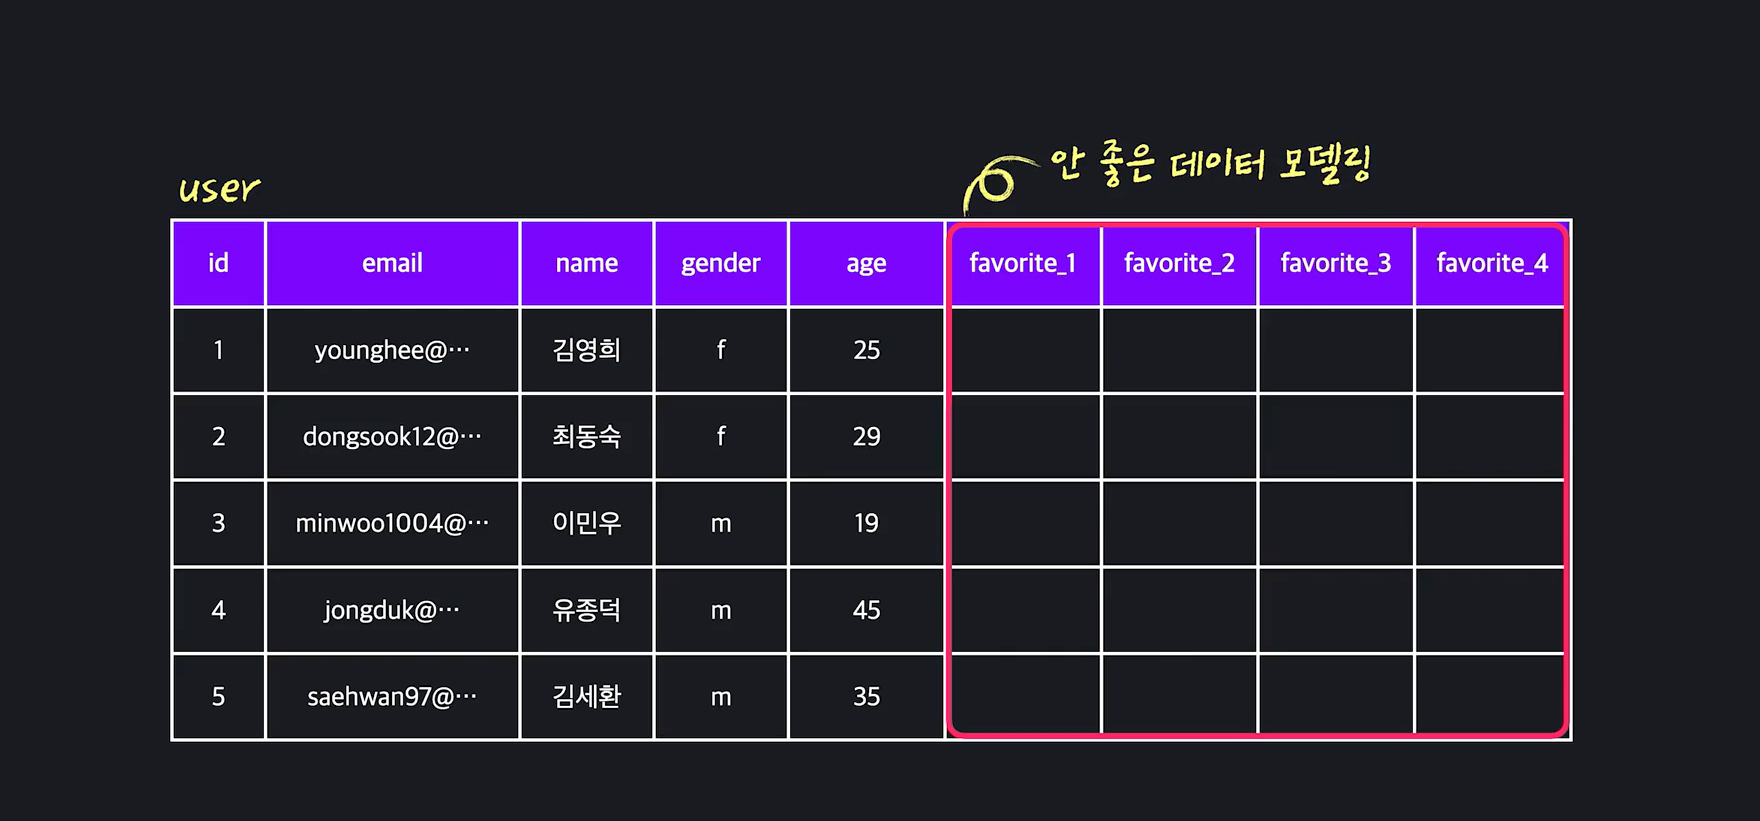 안 좋은 데이터 모델링
user
id email name gender age favorite_1 favorite_2 favorite_3 favorite_4
1 younghee@··· 김영희 f 25
2 dongsook12@··· 최동숙 f 29
3 minwoo1004@··· 이민우 m 19
4 jongduk@··· 유종덕 m 45
5 saehwan97@··· 김세환 m 35